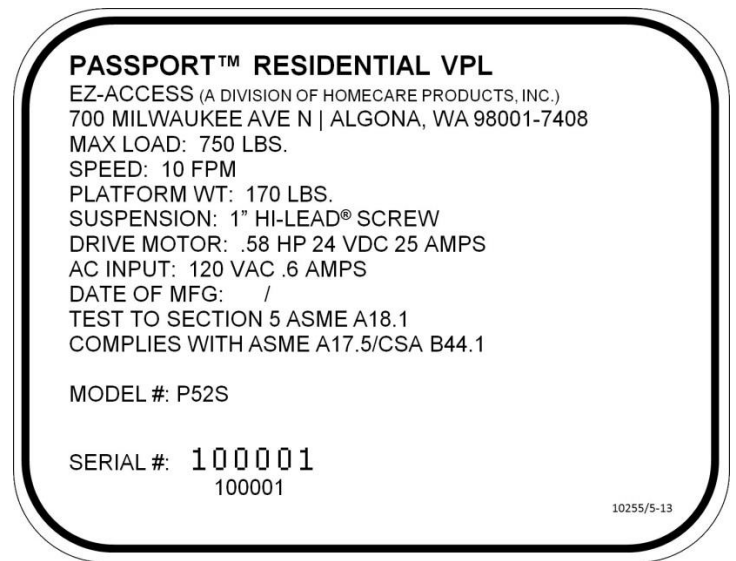 PASSPORT™ RESIDENTIAL VPL
EZ-ACCESS (A DIVISION OF HOMECARE PRODUCTS, INC.)
700 MILWAUKEE AVE N | ALGONA, WA 98001-7408
MAX LOAD: 750 LBS.
SPEED: 10 FPM
PLATFORM WT: 170 LBS.
SUSPENSION: 1” HI-LEAD® SCREW
DRIVE MOTOR: .58 HP 24 VDC 25 AMPS
AC INPUT: 120 VAC .6 AMPS
DATE OF MFG: /
TEST TO SECTION 5 ASME A18.1
COMPLIES WITH ASME A17.5/CSA B44.1
MODEL #: P52S
SERIAL #: 100001
100001
10255/5-13